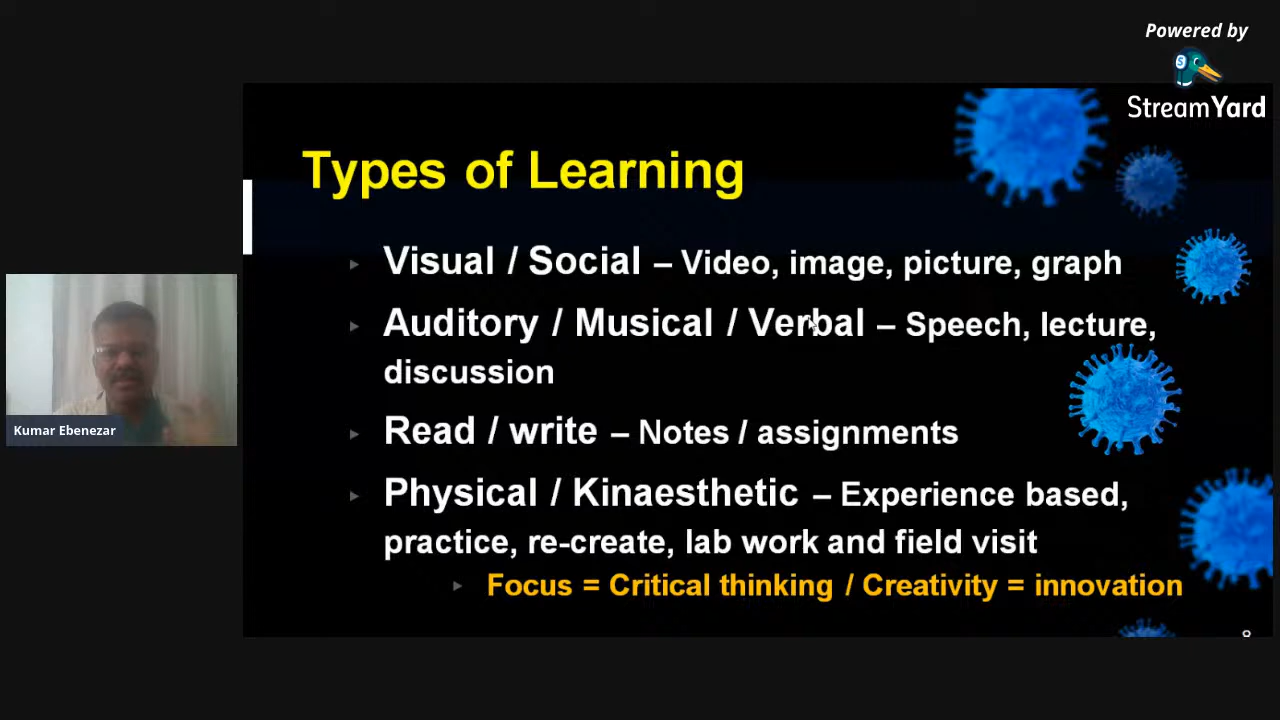 Powered by
StreamYard
Types of Learning
Visual / Social – Video, image, picture, graph
Auditory / Musical / Verbal – Speech, lecture,
discussion
Read / write – Notes / assignments
Physical / Kinaesthetic – Experience based,
practice, re-create, lab work and field visit
Focus = Critical thinking / Creativity = innovation
Kumar Ebenezar